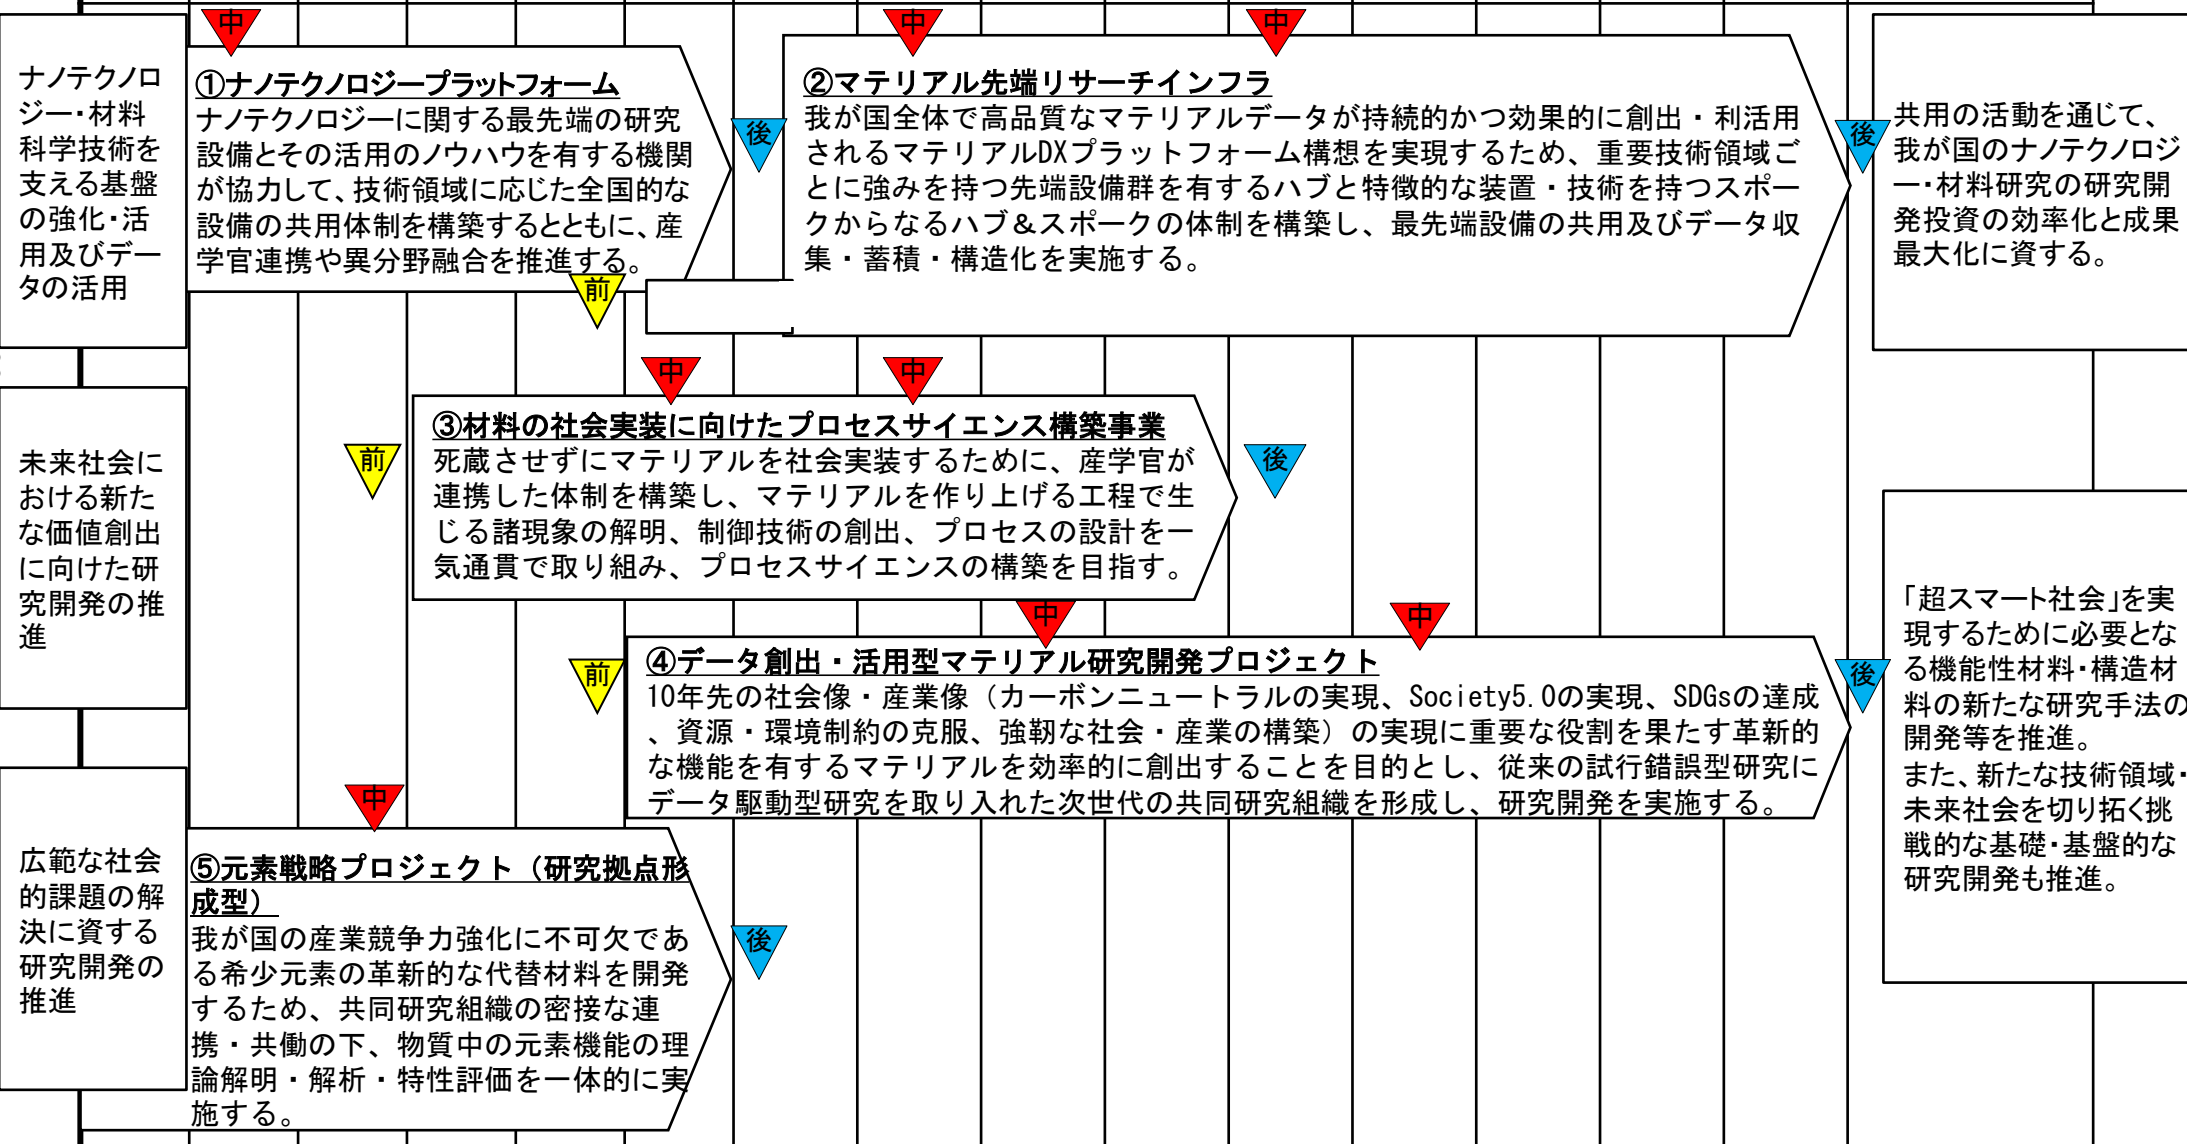 中
中
中
ナノテクノロ
ジー・材料
科学技術を
支える基盤
の強化・活
用及びデー
タの活用
①ナノテクノロジープラットフォーム
ナノテクノロジーに関する最先端の研究
設備とその活用のノウハウを有する機関
が協力して、技術領域に応じた全国的な
設備の共用体制を構築するとともに、産
学官連携や異分野融合を推進する。
後
前
②マテリアル先端リサーチインフラ
我が国全体で高品質なマテリアルデータが持続的かつ効果的に創出・利活用
されるマテリアルDXプラットフォーム構想を実現するため、重要技術領域ご
とに強みを持つ先端設備群を有するハブと特徴的な装置・技術を持つスポー
クからなるハブ&スポークの体制を構築し、最先端設備の共用及びデータ収
集・蓄積・構造化を実施する。
後
共用の活動を通じて、
我が国のナノテクノロジ
ー・材料研究の研究開
発投資の効率化と成果
最大化に資する。
中
中
未来社会に
おける新た
な価値創出
に向けた研
究開発の推
進
前
③材料の社会実装に向けたプロセスサイエンス構築事業
死蔵させずにマテリアルを社会実装するために、産学官が
連携した体制を構築し、マテリアルを作り上げる工程で生
じる諸現象の解明、制御技術の創出、プロセスの設計を一
気通貫で取り組み、プロセスサイエンスの構築を目指す。
後
中
中
前
④データ創出・活用型マテリアル研究開発プロジェクト
10年先の社会像・産業像（カーボンニュートラルの実現、Society5.0の実現、SDGsの達成
、資源・環境制約の克服、強靭な社会・産業の構築）の実現に重要な役割を果たす革新的
な機能を有するマテリアルを効率的に創出することを目的とし、従来の試行錯誤型研究に
データ駆動型研究を取り入れた次世代の共同研究組織を形成し、研究開発を実施する。
後
「超スマート社会」を実
現するために必要とな
る機能性材料・構造材
料の新たな研究手法の
開発等を推進。
また、新たな技術領域・
未来社会を切り拓く挑
戦的な基礎・基盤的な
研究開発も推進。
中
広範な社会
的課題の解
決に資する
研究開発の
推進
⑤元素戦略プロジェクト（研究拠点形
成型）
我が国の産業競争力強化に不可欠であ
る希少元素の革新的な代替材料を開発
するため、共同研究組織の密接な連
携・共働の下、物質中の元素機能の理
論解明・解析・特性評価を一体的に実
施する。
後